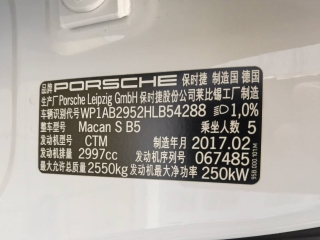 品牌 PORSCHE 保时捷 制造国 德国
生产厂 Porsche Leipzig GmbH 保时捷股份公司莱比锡工厂制造
车辆识别代号 WP1AB2952HLB54288 1,0%
车辆型号 Macan S B5 乘坐人数 5
发动机型号 CTM 制造年月 2017.02
发动机排量 2997cc 发动机序列号 067485
最大允许总质量 2550kg 发动机最大净功率 250kW